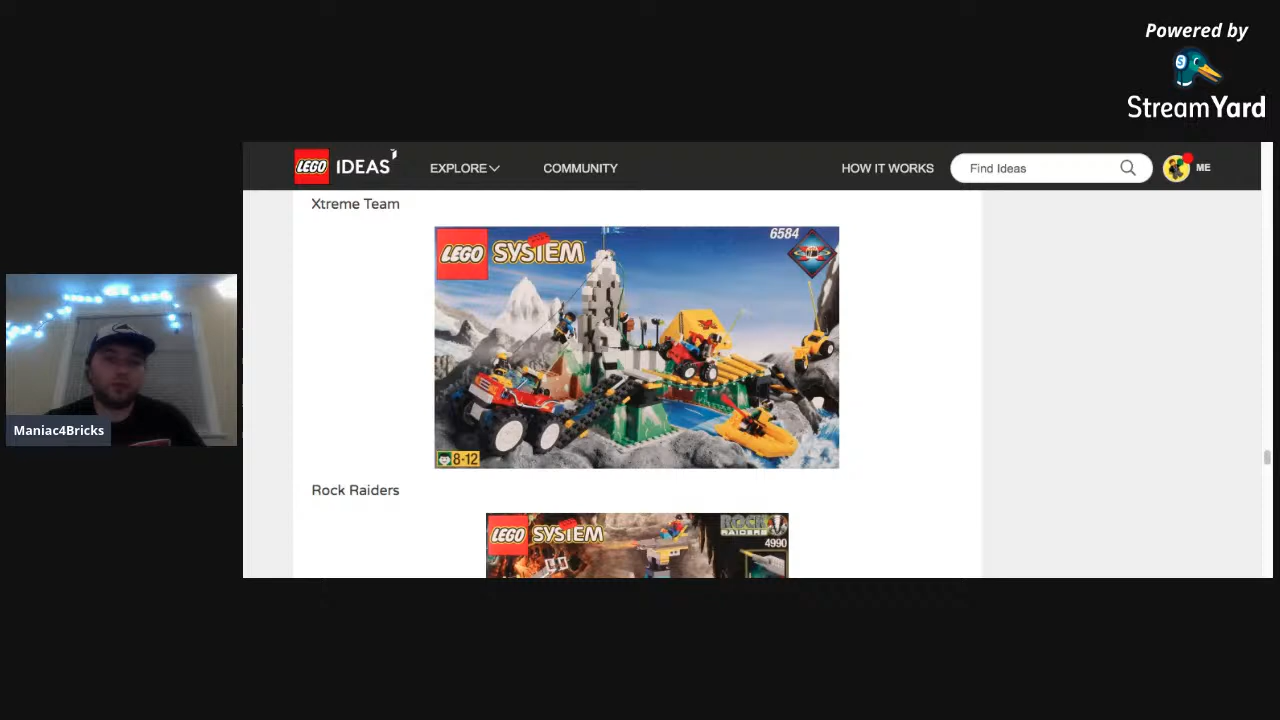 Powered by
StreamYard
LEGO IDEAS
EXPLORE
COMMUNITY
HOW IT WORKS
Find Ideas
ME
Xtreme Team
LEGO SYSTEM
6584
8-12
Maniac4Bricks
Rock Raiders
LEGO SYSTEM
ROCK
RAIDERS
4990